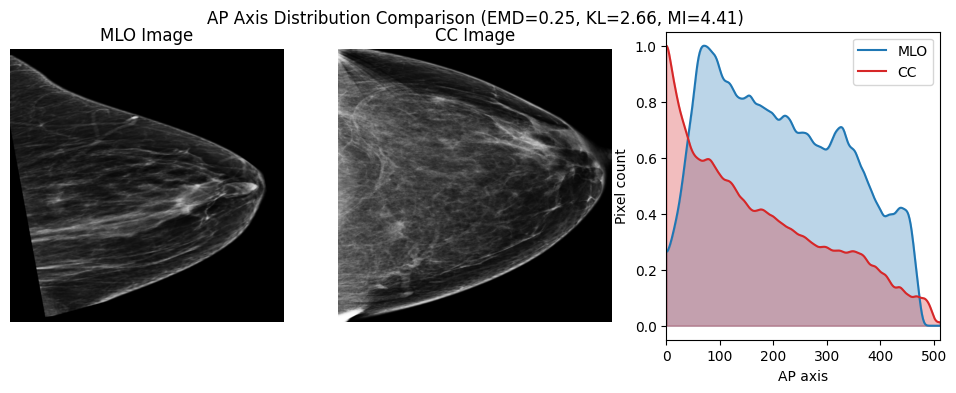 AP Axis Distribution Comparison (EMD=0.25, KL=2.66, MI=4.41)
MLO Image
CC Image
MLO
CC
Pixel count
1.0
0.8
0.6
0.4
0.2
0.0
0 100 200 300 400 500
AP axis